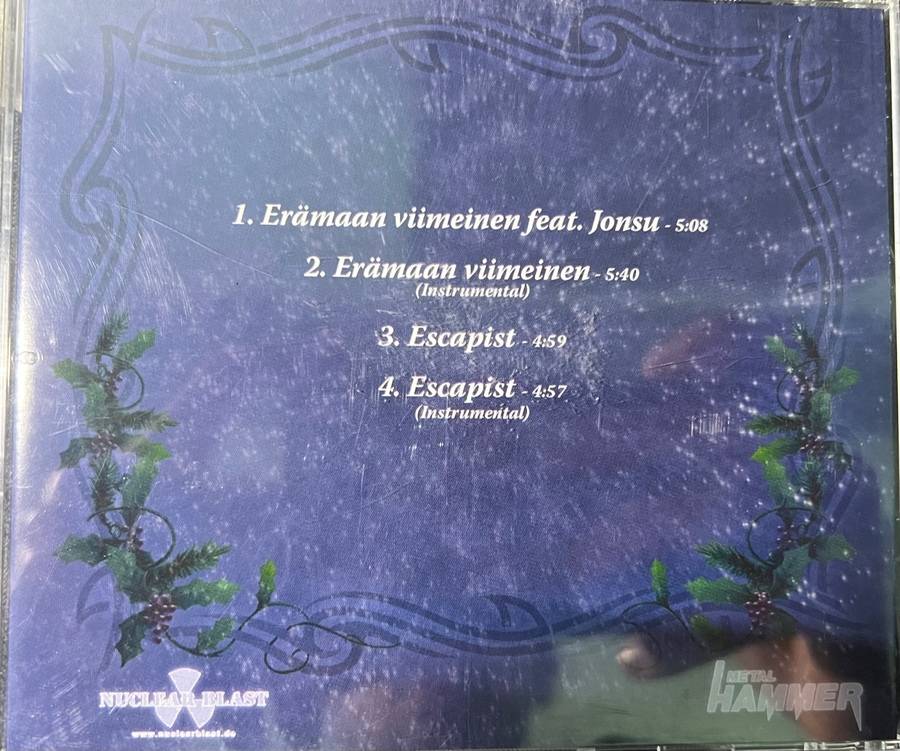 1. Erämaan viimeinen feat. Jonsu - 5:08
2. Erämaan viimeinen - 5:40
(Instrumental)
3. Escapist - 4:59
4. Escapist - 4:57
(Instrumental)
NUCLEAR BLAST
www.nuclearblast.de
METAL
HAMMER